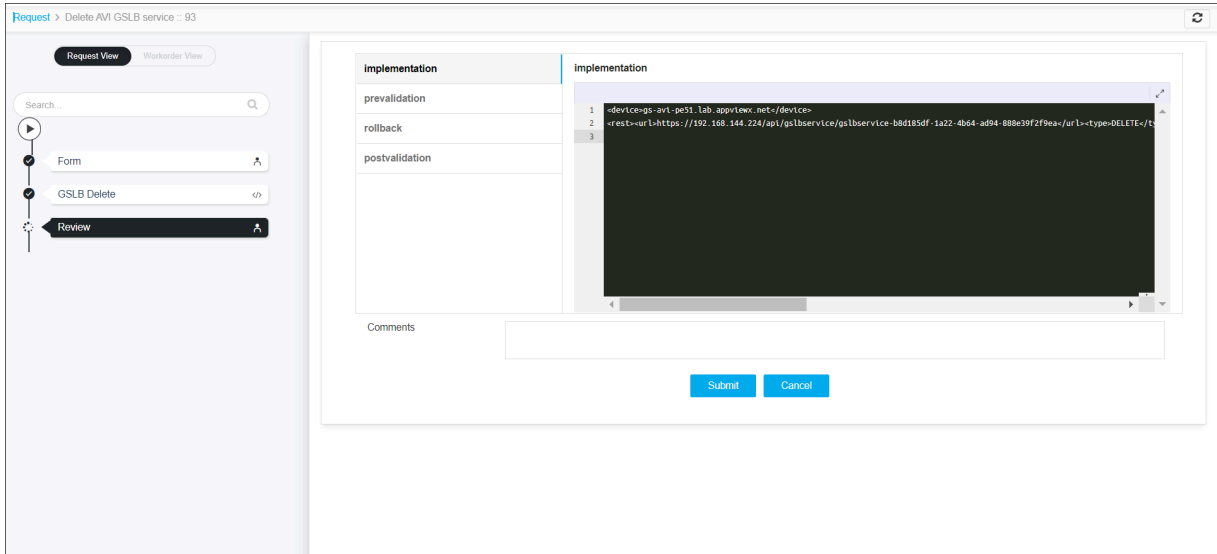 Request > Delete AVI GSLB service :: 93
Request View Workorder View
Search...
Form
GSLB Delete
</>
Review
implementation
prevalidation
rollback
postvalidation
implementation
1 <device>gs-avi-pe51.lab.appviewx.net</device>
2 <rest><url>https://192.168.144.224/api/gslbservice/gslbservice-b8d185df-1a22-4b64-ad94-888e39f2f9ea</url><type>DELETE</ty
3
Comments
Submit Cancel